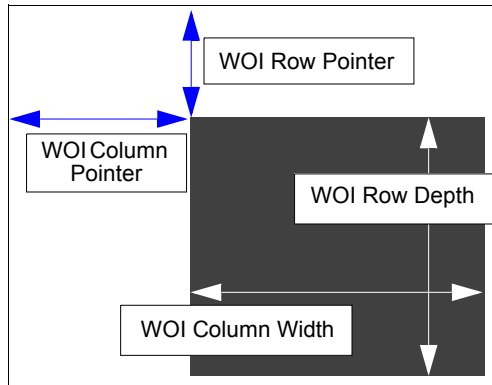 WOI Row Pointer
WOI Column
Pointer
WOI Row Depth
WOI Column Width